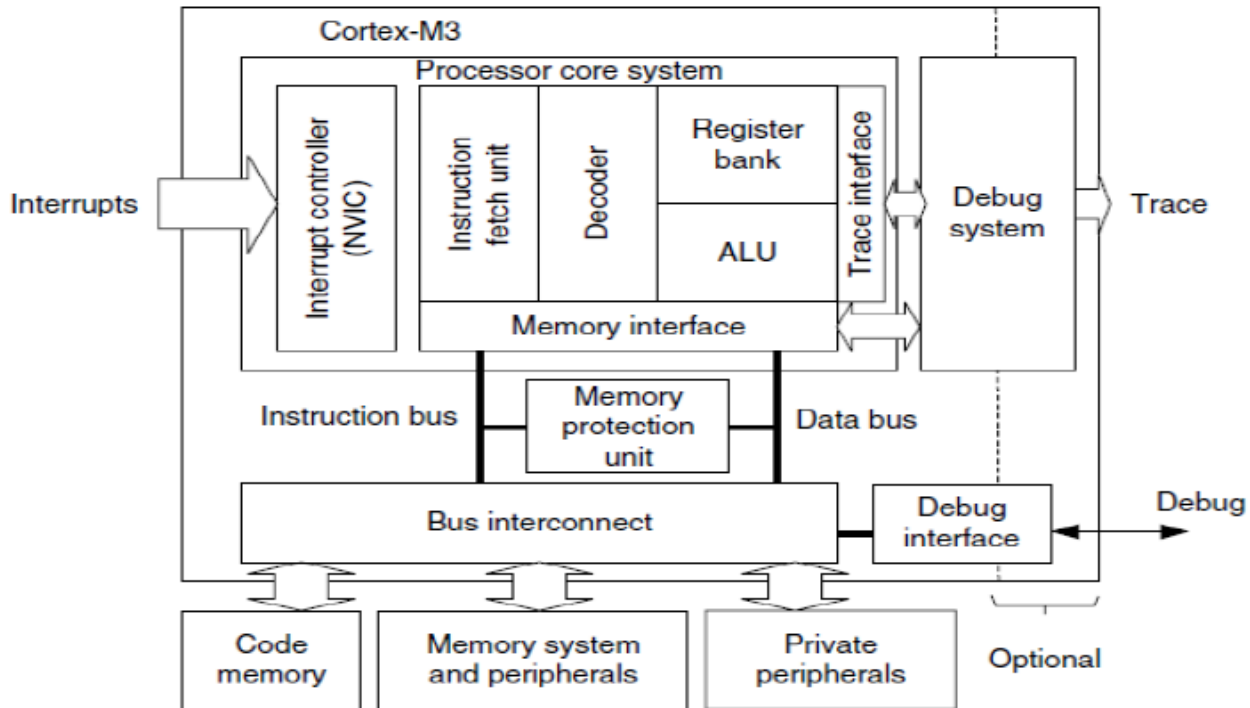 Cortex-M3
Processor core system
Interrupts
Interrupt controller
(NVIC)
Instruction
fetch unit
Decoder
Register
bank
ALU
Trace interface
Memory interface
Debug
system
Trace
Instruction bus
Memory
protection
unit
Data bus
Bus interconnect
Debug
interface
Debug
Code
memory
Memory system
and peripherals
Private
peripherals
Optional